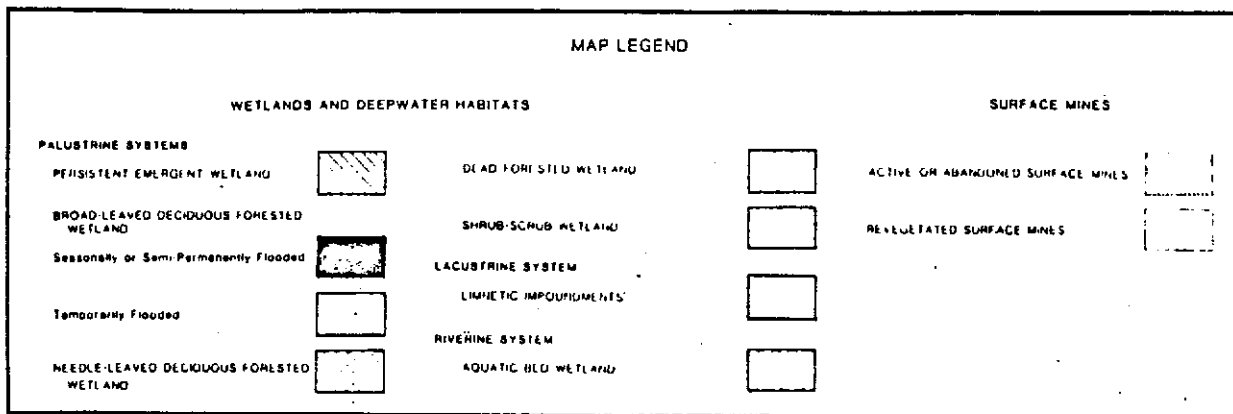 MAP LEGEND
WETLANDS AND DEEPWATER HABITATS
PALUSTRINE SYSTEMS
PERSISTENT EMERGENT WETLAND
BROAD-LEAVED DECIDUOUS FORESTED
WETLAND
Seasonally or Semi-Permanently Flooded
Temporarily Flooded
NEEDLE-LEAVED DECIDUOUS FORESTED
WETLAND
DEAD FORESTED WETLAND
SHRUB-SCRUB WETLAND
LACUSTRINE SYSTEM
LIMNETIC IMPOUNDMENTS
RIVERINE SYSTEM
AQUATIC BED WETLAND
SURFACE MINES
ACTIVE OR ABANDONED SURFACE MINES
REVEGETATED SURFACE MINES